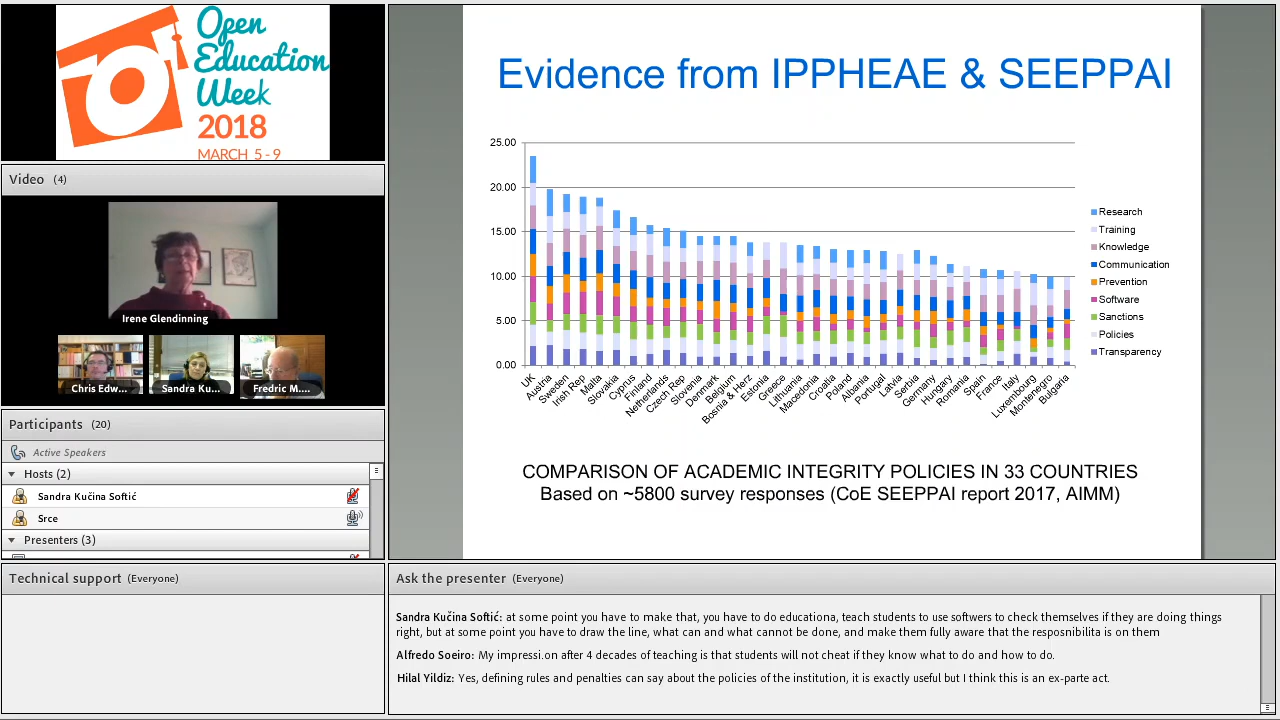 Open
Education
Week
2018
MARCH 5-9
Video (4)
Irene Glendinning
Chris Edw...
Sandra Ku...
Fredric M....
Participants (20)
Active Speakers
Hosts (2)
Sandra Kučina Softić
Srce
Presenters (3)
Technical support (Everyone)
Evidence from IPPHEAE & SEEPPAI
25.00
20.00
15.00
10.00
5.00
0.00
UK
Austria
Sweden
Irish Rep
Malta
Slovakia
Cyprus
Finland
Netherlands
Czech Rep
Slovenia
Denmark
Belgium
Bosnia & Herz
Estonia
Greece
Lithuania
Macedonia
Croatia
Poland
Albania
Portugal
Latvia
Serbia
Germany
Hungary
Romania
Spain
France
Italy
Luxembourg
Montenegro
Bulgaria
Research
Training
Knowledge
Communication
Prevention
Software
Sanctions
Policies
Transparency
COMPARISON OF ACADEMIC INTEGRITY POLICIES IN 33 COUNTRIES
Based on ~5800 survey responses (CoE SEEPPAI report 2017, AIMM)
Ask the presenter (Everyone)
Sandra Kučina Softić: at some point you have to make that, you have to do educationa, teach students to use softwers to check themselves if they are doing things
right, but at some point you have to draw the line, what can and what cannot be done, and make them fully aware that the resposnibilita is on them
Alfredo Soeiro: My impressi.on after 4 decades of teaching is that students will not cheat if they know what to do and how to do.
Hilal Yildiz: Yes, defining rules and penalties can say about the policies of the institution, it is exactly useful but I think this is an ex-parte act.